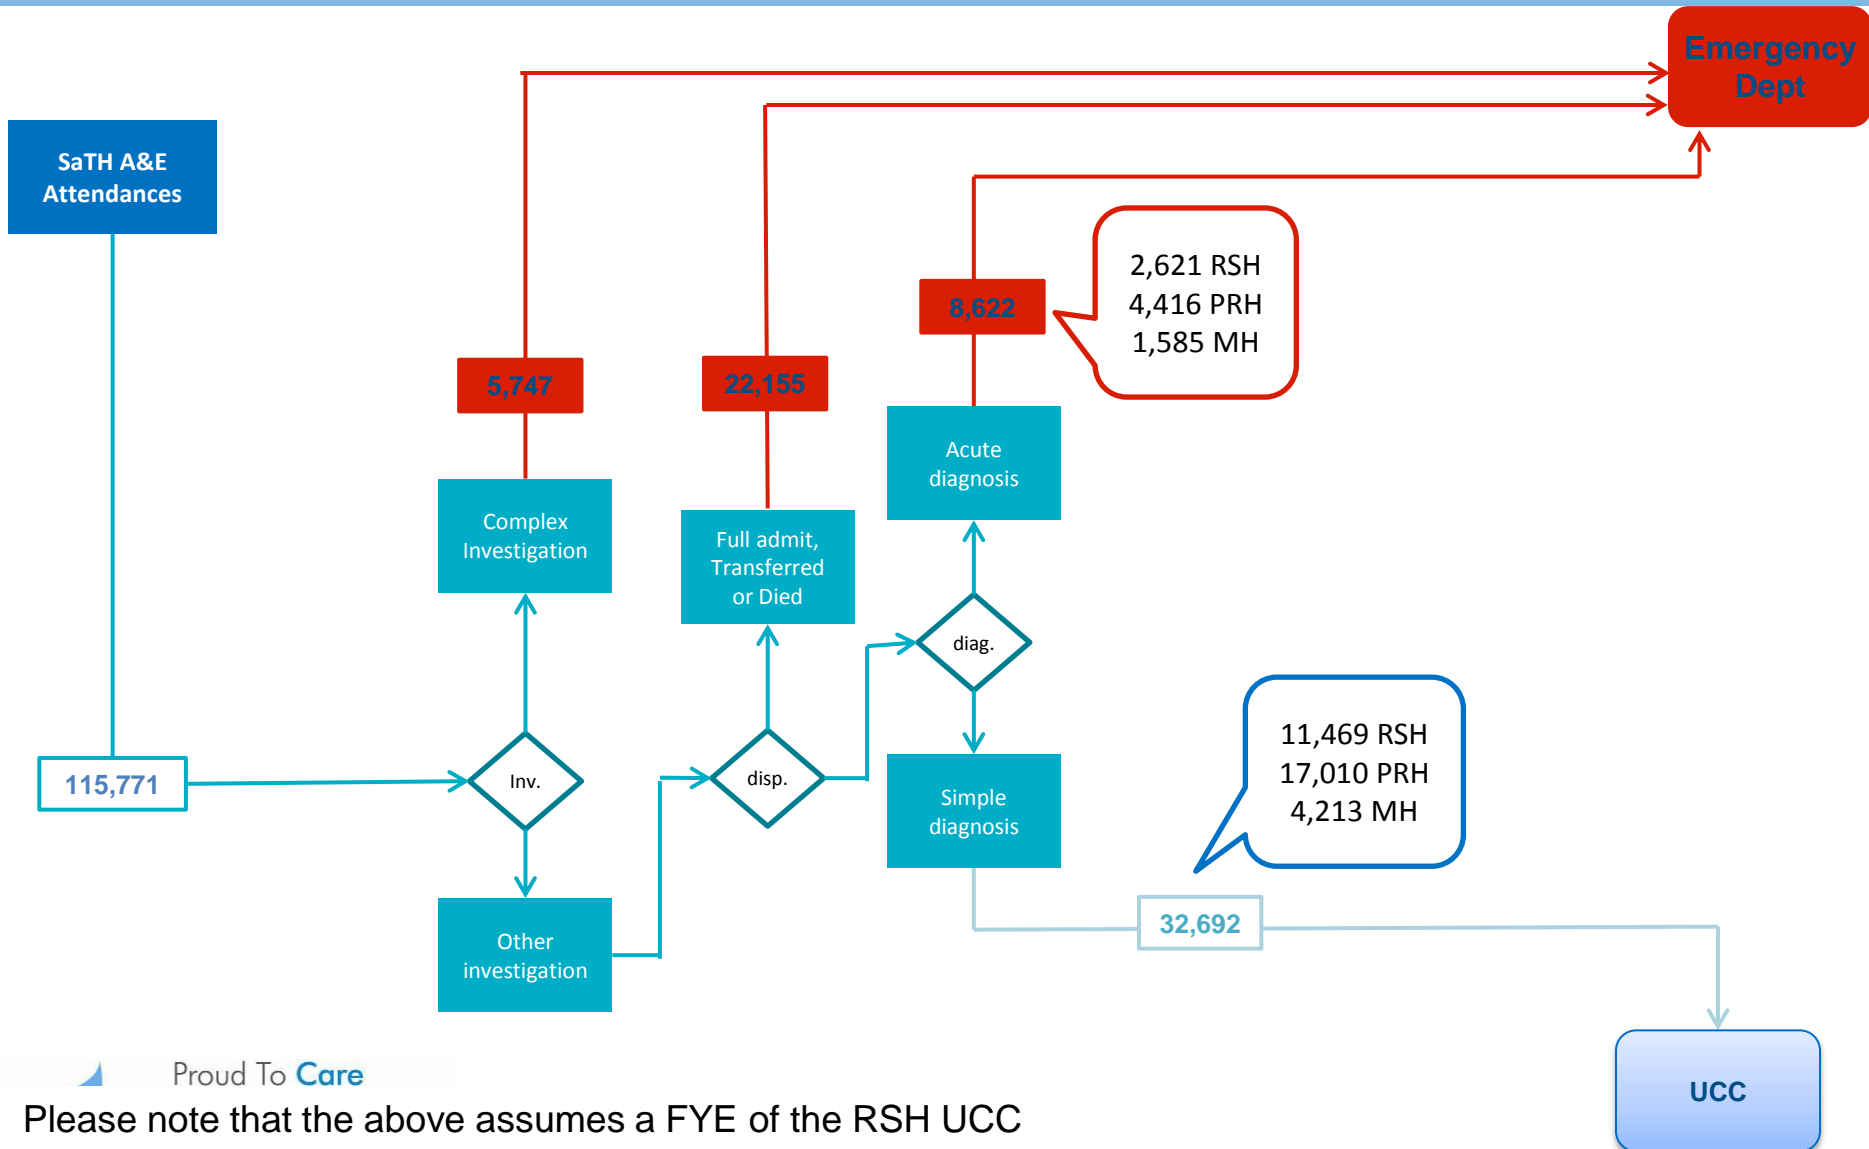 Emergency
Dept
SaTH A&E
Attendances
2,621 RSH
4,416 PRH
1,585 MH
8,622
5,747
22,155
Acute
diagnosis
Complex
Investigation
Full admit,
Transferred
or Died
diag.
115,771
Inv.
disp.
Simple
diagnosis
11,469 RSH
17,010 PRH
4,213 MH
32,692
Other
investigation
Proud To Care
UCC
Please note that the above assumes a FYE of the RSH UCC